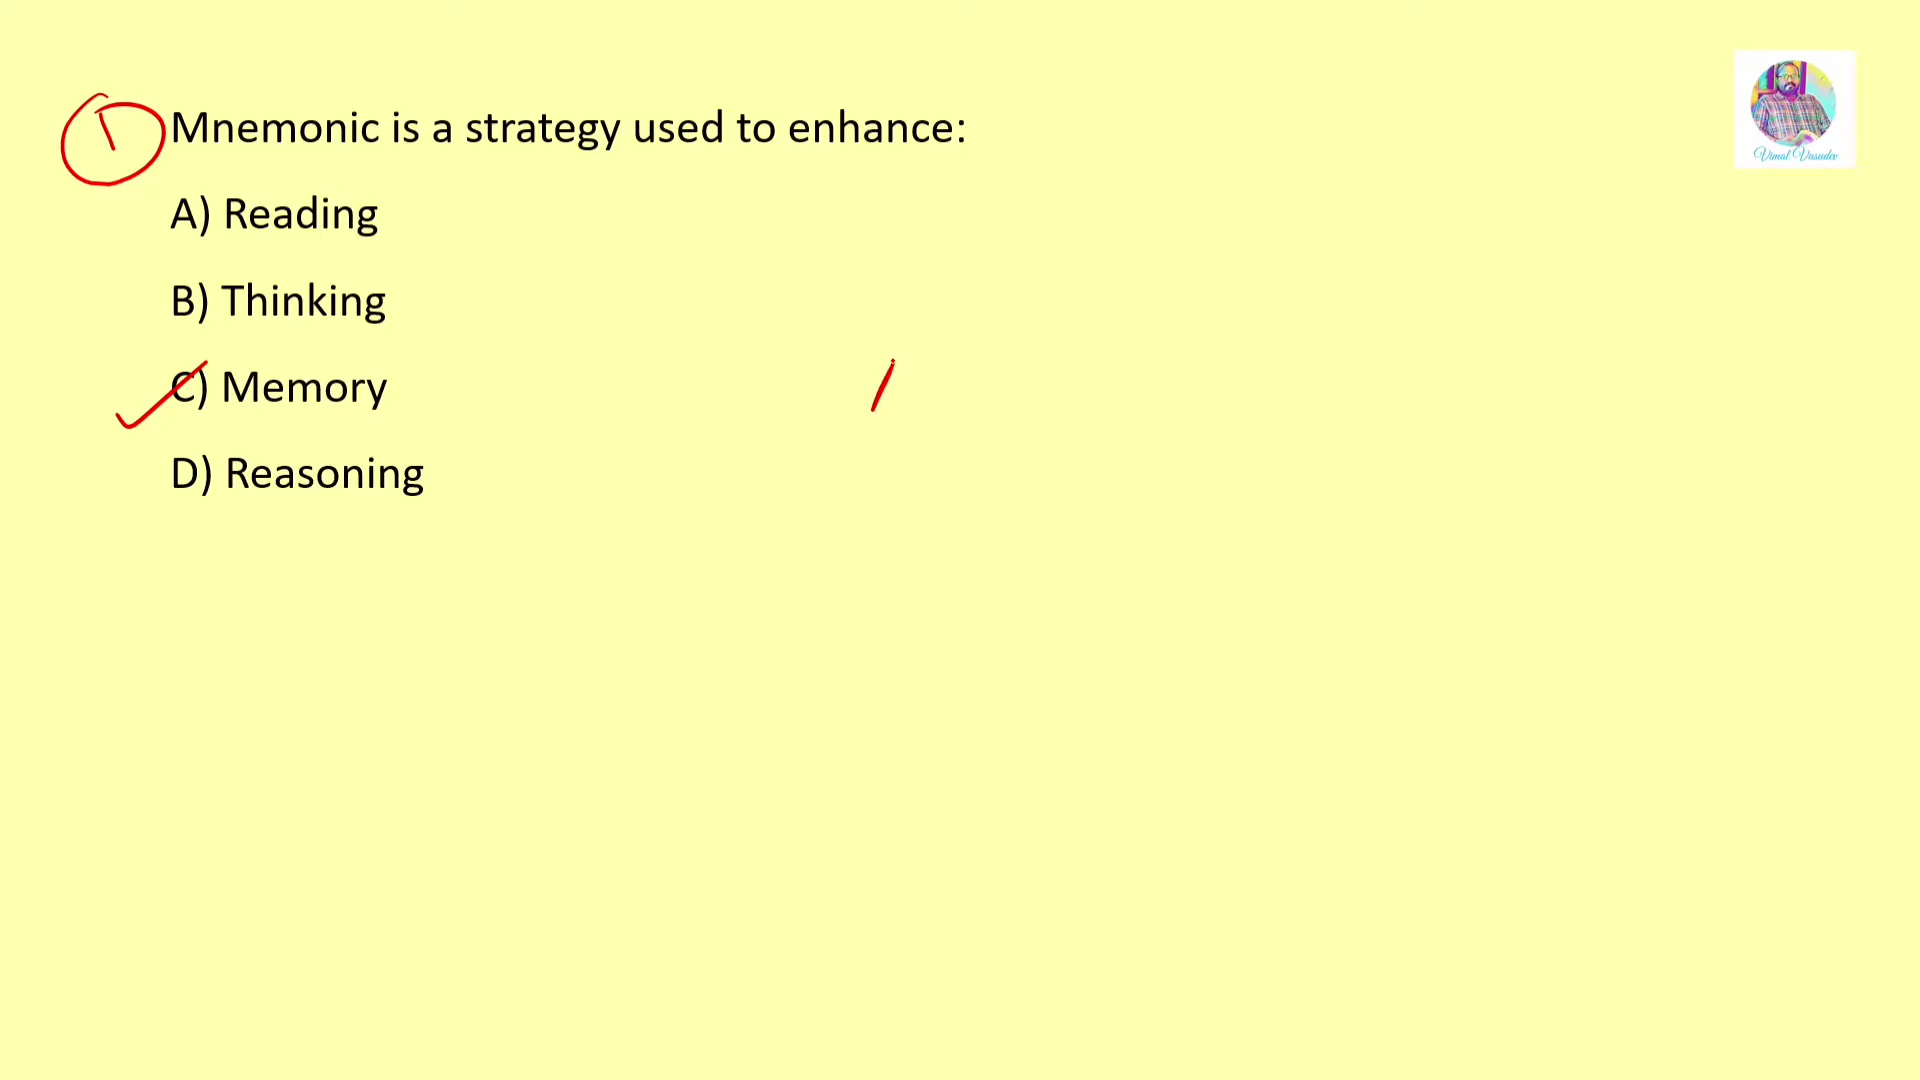 1 Mnemonic is a strategy used to enhance:
A) Reading
B) Thinking
C) Memory
D) Reasoning
Vimal Vasudev